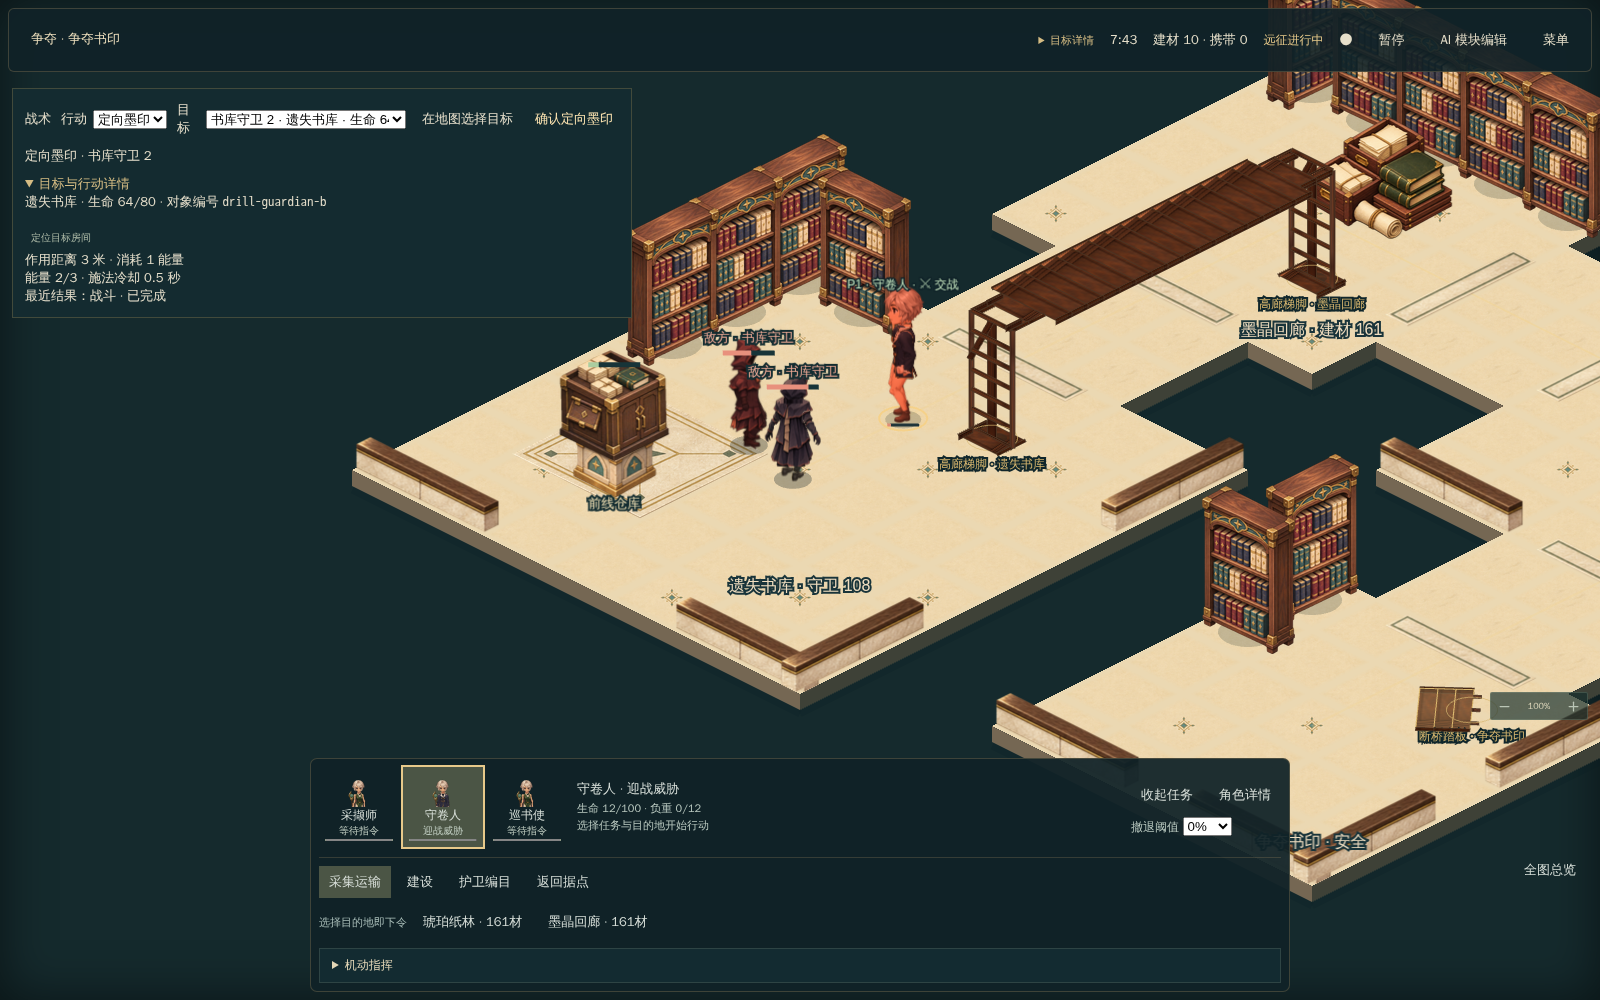 争夺 · 争夺书印
▶ 目标详情 7:43 建材 10 · 携带 0 远征进行中 暂停 AI 模块编辑 菜单
战术 行动 定向墨印 目标 书库守卫 2 · 遗失书库 · 生命 64 在地图选择目标 确认定向墨印
定向墨印 · 书库守卫 2
▼ 目标与行动详情
遗失书库 · 生命 64/80 · 对象编号 drill-guardian-b
定位目标房间
作用距离 3 米 · 消耗 1 能量
能量 2/3 · 施法冷却 0.5 秒
最近结果：战斗 · 已完成
P1 · 守卷人 · ⚔ 交战
高廊梯脚 · 墨晶回廊
墨晶回廊 · 建材 161
敌方 · 书库守卫
敌方 · 书库守卫
高廊梯脚 · 遗失书库
前线仓库
遗失书库 · 守卫 108
− 100% +
断桥踏板 · 争夺书印
采撷师 等待指令
守卷人 迎战威胁
巡书使 等待指令
守卷人 · 迎战威胁
生命 12/100 · 负重 0/12
选择任务与目的地开始行动
收起任务 角色详情
撤退阈值 0%
争夺书印 · 安全
全图总览
采集运输 建设 护卫编目 返回据点
选择目的地即下令 琥珀纸林 · 161材 墨晶回廊 · 161材
▶ 机动指挥